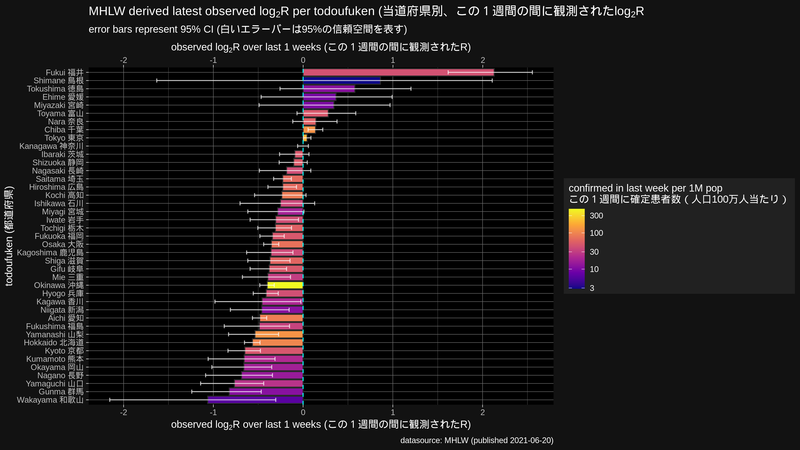 MHLW derived latest observed log₂R per todoufuken (当道府県別、この１週間の間に観測されたlog₂R
error bars represent 95% CI (白いエラーバーは95%の信頼空間を表す)
observed log₂R over last 1 weeks (この１週間の間に観測されたR)
-2 -1 0 1 2
todoufuken (都道府県)
Fukui 福井
Shimane 島根
Tokushima 徳島
Ehime 愛媛
Miyazaki 宮崎
Toyama 富山
Nara 奈良
Chiba 千葉
Tokyo 東京
Kanagawa 神奈川
Ibaraki 茨城
Shizuoka 静岡
Nagasaki 長崎
Saitama 埼玉
Hiroshima 広島
Kochi 高知
Ishikawa 石川
Miyagi 宮城
Iwate 岩手
Tochigi 栃木
Fukuoka 福岡
Osaka 大阪
Kagoshima 鹿児島
Shiga 滋賀
Gifu 岐阜
Mie 三重
Okinawa 沖縄
Hyogo 兵庫
Kagawa 香川
Niigata 新潟
Aichi 愛知
Fukushima 福島
Yamanashi 山梨
Hokkaido 北海道
Kyoto 京都
Kumamoto 熊本
Okayama 岡山
Nagano 長野
Yamaguchi 山口
Gunma 群馬
Wakayama 和歌山
-2 -1 0 1 2
observed log₂R over last 1 weeks (この１週間の間に観測されたR)
confirmed in last week per 1M pop
この１週間に確定患者数（人口100万人当たり）
300
100
30
10
3
datasource: MHLW (published 2021-06-20)